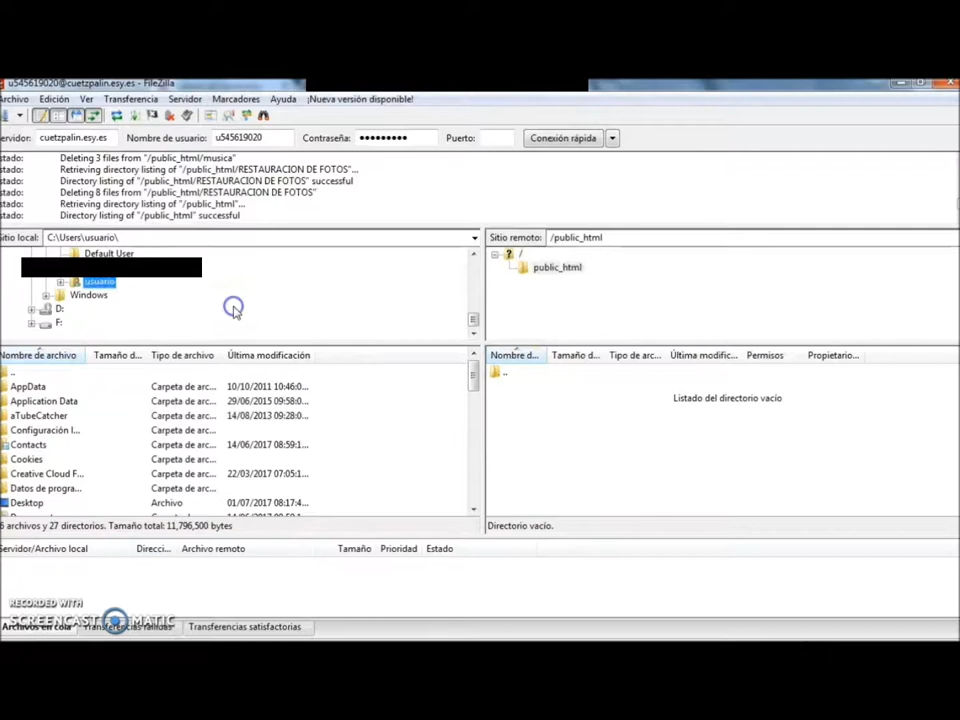 u545619020@cuetzpalin.esy.es - FileZilla
Archivo Edición Ver Transferencia Servidor Marcadores Ayuda ¡Nueva versión disponible!
Servidor: cuetzpalin.esy.es Nombre de usuario: u545619020 Contraseña: ●●●●●●●●● Puerto: Conexión rápida
stado: Deleting 3 files from "/public_html/musica"
stado: Retrieving directory listing of "/public_html/RESTAURACION DE FOTOS"...
stado: Directory listing of "/public_html/RESTAURACION DE FOTOS" successful
stado: Deleting 8 files from "/public_html/RESTAURACION DE FOTOS"
stado: Retrieving directory listing of "/public_html"...
stado: Directory listing of "/public_html" successful
Sitio local: C:\Users\usuario\
Default User
usuario
Windows
D:
F:
Sitio remoto: /public_html
/
public_html
Nombre de archivo Tamaño d... Tipo de archivo Última modificación
..
AppData Carpeta de arc... 10/10/2011 10:46:0...
Application Data Carpeta de arc... 29/06/2015 09:58:0...
aTubeCatcher Carpeta de arc... 14/08/2013 09:28:0...
Configuración l... Carpeta de arc...
Contacts Carpeta de arc... 14/06/2017 08:59:1...
Cookies Carpeta de arc...
Creative Cloud F... Carpeta de arc... 22/03/2017 07:05:1...
Datos de progra... Carpeta de arc...
Desktop Archivo 01/07/2017 08:17:4...
6 archivos y 27 directorios. Tamaño total: 11,796,500 bytes
Nombre d... Tamaño d... Tipo de arc... Última modific... Permisos Propietario...
..
Listado del directorio vacío
Directorio vacío.
Servidor/Archivo local Direcci... Archivo remoto Tamaño Prioridad Estado
RECORDED WITH
SCREENCAST MATIC
Archivos en cola Transferencias fallidas Transferencias satisfactorias